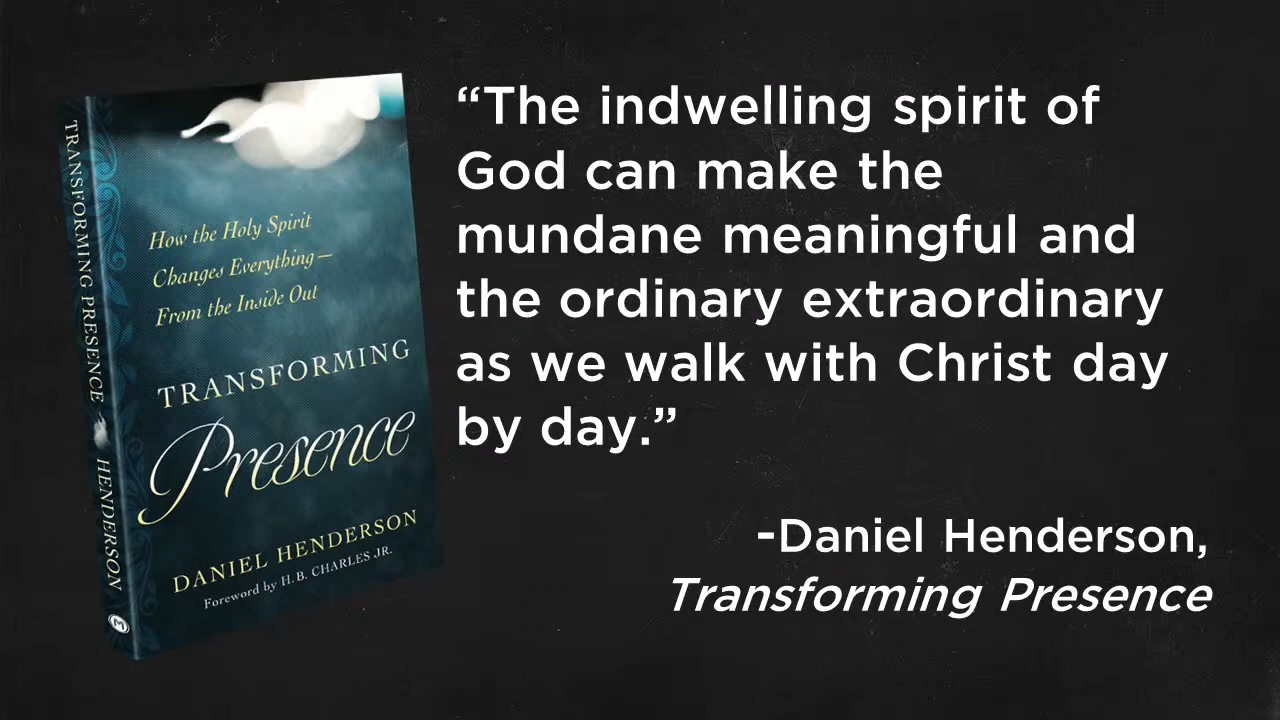 TRANSFORMING PRESENCE
HENDERSON
M
How the Holy Spirit
Changes Everything—
From the Inside Out
TRANSFORMING
Presence
DANIEL HENDERSON
Foreword by H.B. CHARLES JR.
“The indwelling spirit of
God can make the
mundane meaningful and
the ordinary extraordinary
as we walk with Christ day
by day.”
-Daniel Henderson,
Transforming Presence